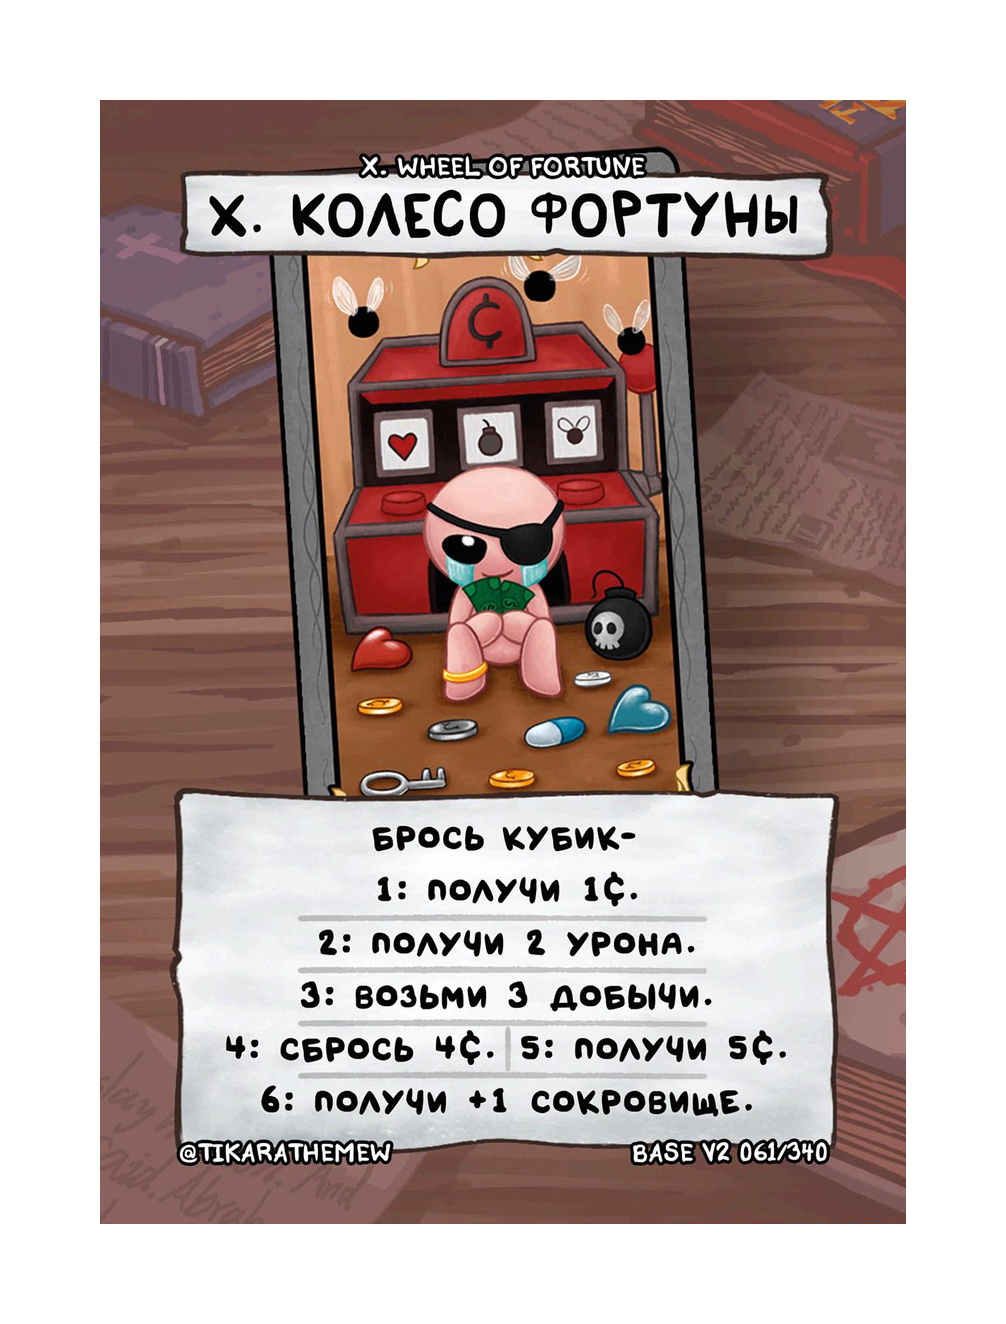 X. WHEEL OF FORTUNE
X. КОЛЕСО ФОРТУНЫ
¢
БРОСЬ КУБИК-
1: ПОЛУЧИ 1¢.
2: ПОЛУЧИ 2 УРОНА.
3: ВОЗЬМИ 3 ДОБЫЧИ.
4: СБРОСЬ 4¢. 5: ПОЛУЧИ 5¢.
6: ПОЛУЧИ +1 СОКРОВИЩЕ.
@TIKARATHEMEW
BASE V2 061/340